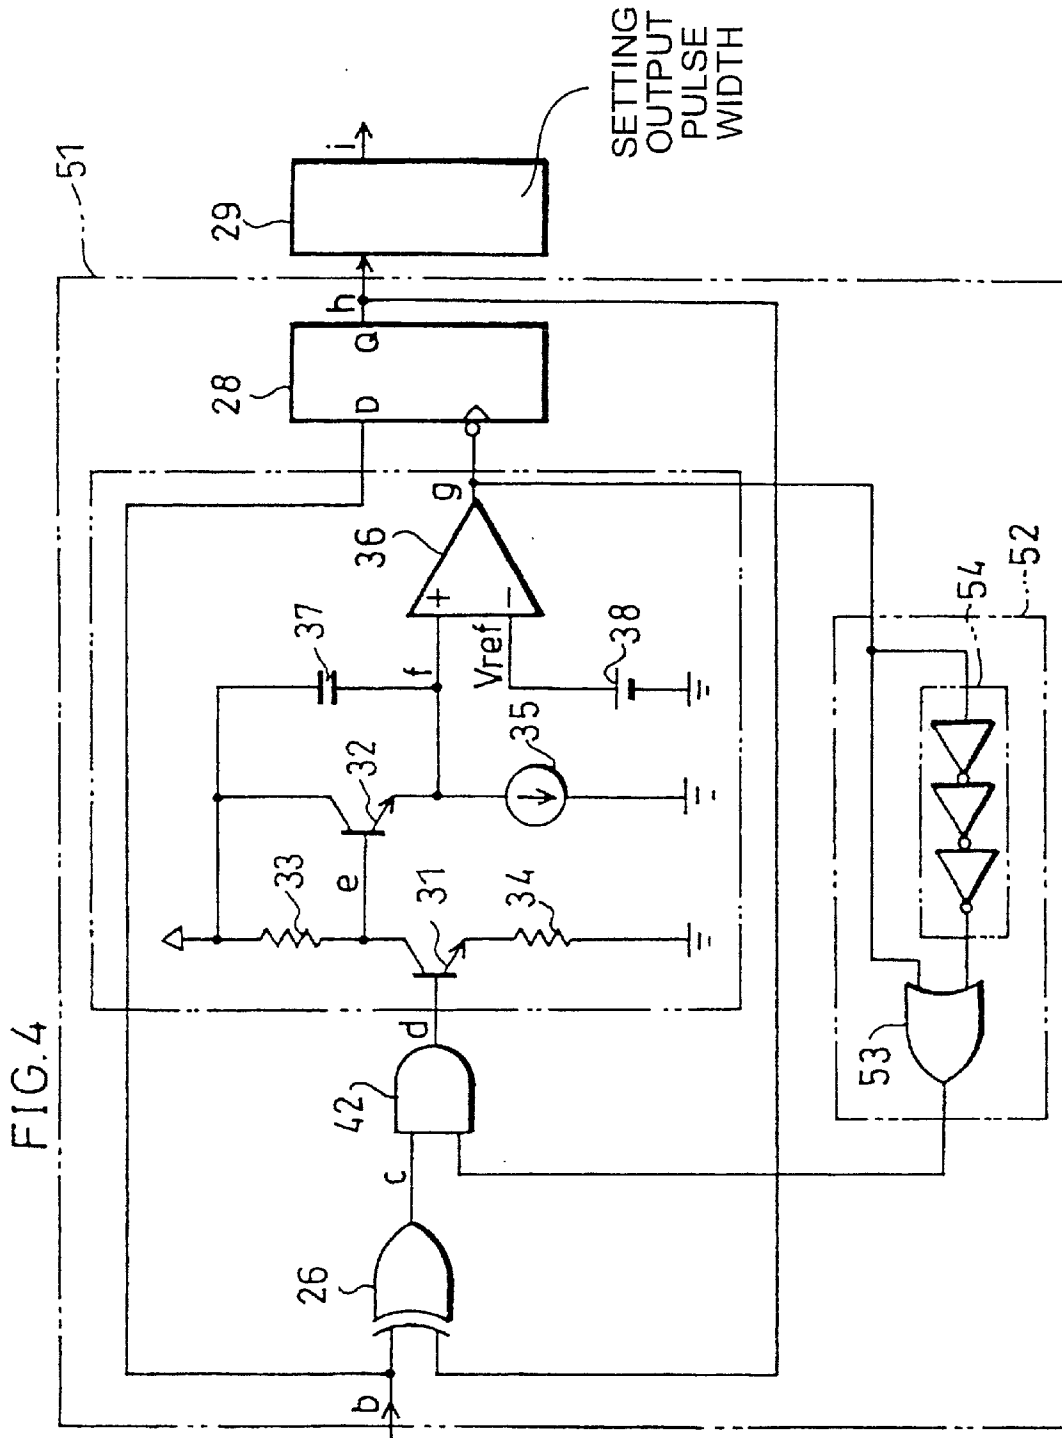 FIG.4
51
SETTING
OUTPUT
PULSE
WIDTH
i
29
h
28
D
Q
g
36
+
−
37
f
Vref
38
32
35
33
e
31
34
d
42
c
26
b
52
54
53